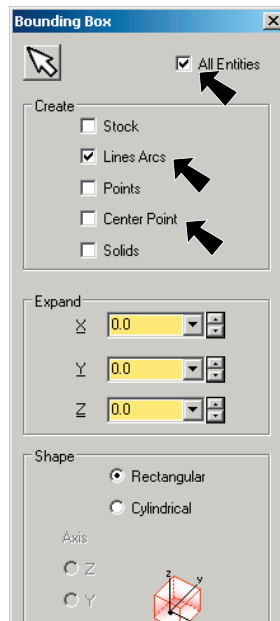 Bounding Box
All Entities
Create
Stock
Lines Arcs
Points
Center Point
Solids
Expand
X 0.0
Y 0.0
Z 0.0
Shape
Rectangular
Cylindrical
Axis
Z
Y
z y